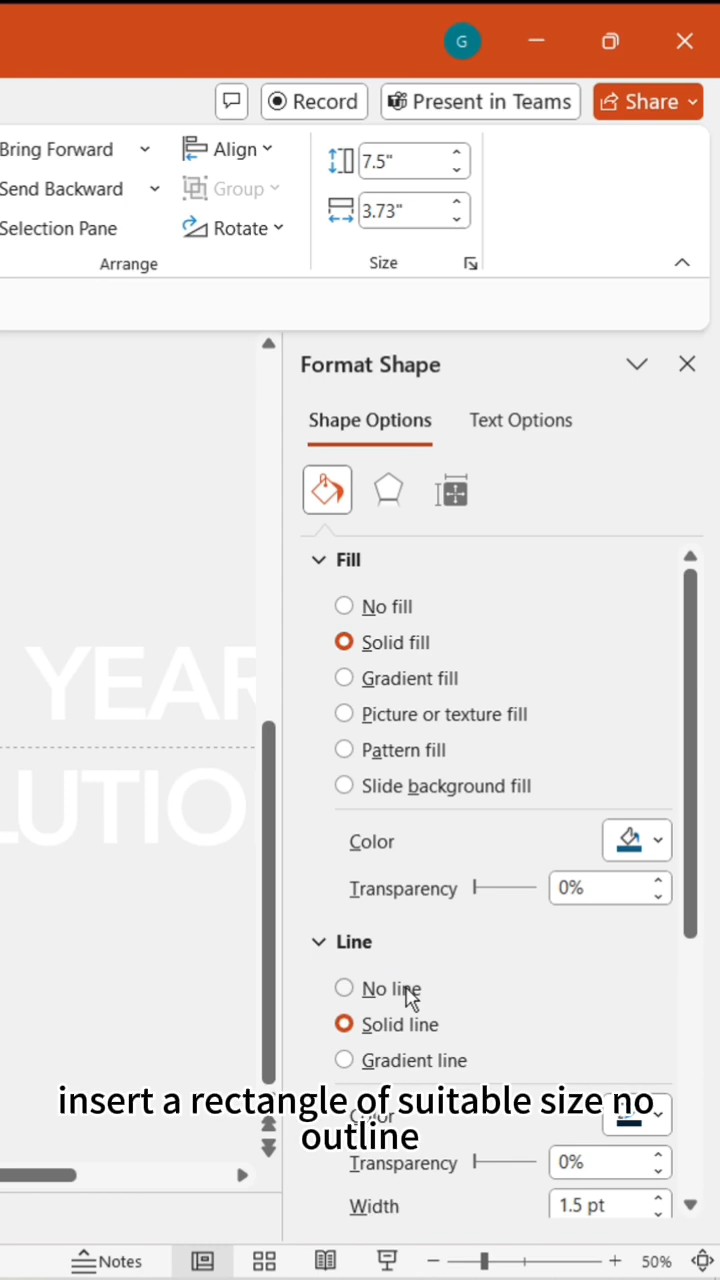 G
Record
Present in Teams
Share
Bring Forward
Align
7.5"
Send Backward
Group
3.73"
Selection Pane
Rotate
Arrange
Size
Format Shape
Shape Options
Text Options
Fill
No fill
Solid fill
Gradient fill
Picture or texture fill
Pattern fill
Slide background fill
Color
Transparency
0%
Line
No line
Solid line
Gradient line
Color
Transparency
0%
Width
1.5 pt
YEAR
LUTIO
insert a rectangle of suitable size no
outline
Notes
50%